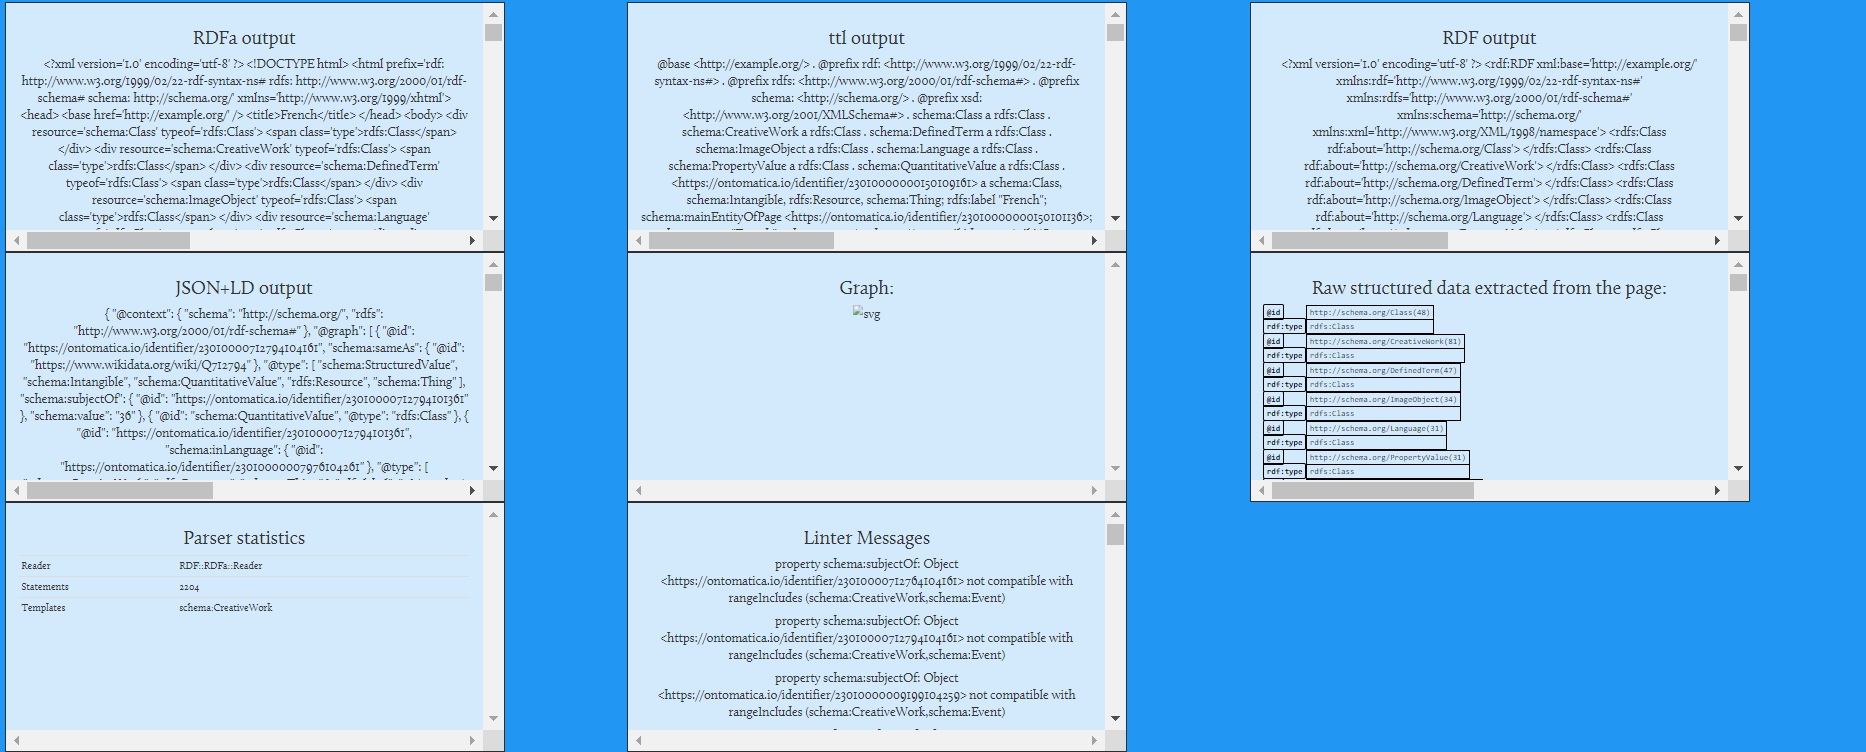 RDFa output
<?xml version='1.0' encoding='utf-8' ?> <!DOCTYPE html> <html prefix='rdf:
http://www.w3.org/1999/02/22-rdf-syntax-ns# rdfs: http://www.w3.org/2000/01/rdf-
schema# schema: http://schema.org/' xmlns='http://www.w3.org/1999/xhtml'>
<head> <base href='http://example.org/' /> <title>French</title> </head> <body> <div
resource='schema:Class' typeof='rdfs:Class'> <span class='type'>rdfs:Class</span>
</div> <div resource='schema:CreativeWork' typeof='rdfs:Class'> <span
class='type'>rdfs:Class</span> </div> <div resource='schema:DefinedTerm'
typeof='rdfs:Class'> <span class='type'>rdfs:Class</span> </div> <div
resource='schema:ImageObject' typeof='rdfs:Class'> <span
class='type'>rdfs:Class</span> </div> <div resource='schema:Language'
ttl output
@base <http://example.org/> . @prefix rdf: <http://www.w3.org/1999/02/22-rdf-
syntax-ns#> . @prefix rdfs: <http://www.w3.org/2000/01/rdf-schema#> . @prefix
schema: <http://schema.org/> . @prefix xsd:
<http://www.w3.org/2001/XMLSchema#> . schema:Class a rdfs:Class .
schema:CreativeWork a rdfs:Class . schema:DefinedTerm a rdfs:Class .
schema:ImageObject a rdfs:Class . schema:Language a rdfs:Class .
schema:PropertyValue a rdfs:Class . schema:QuantitativeValue a rdfs:Class .
<https://ontomatica.io/identifier/2301000000150109161> a schema:Class,
schema:Intangible, rdfs:Resource, schema:Thing; rdfs:label "French";
schema:mainEntityOfPage <https://ontomatica.io/identifier/2301000000150101136>;
RDF output
<?xml version='1.0' encoding='utf-8' ?> <rdf:RDF xml:base='http://example.org/'
xmlns:rdf='http://www.w3.org/1999/02/22-rdf-syntax-ns#'
xmlns:rdfs='http://www.w3.org/2000/01/rdf-schema#'
xmlns:schema='http://schema.org/'
xmlns:xml='http://www.w3.org/XML/1998/namespace'> <rdfs:Class
rdf:about='http://schema.org/Class'> </rdfs:Class> <rdfs:Class
rdf:about='http://schema.org/CreativeWork'> </rdfs:Class> <rdfs:Class
rdf:about='http://schema.org/DefinedTerm'> </rdfs:Class> <rdfs:Class
rdf:about='http://schema.org/ImageObject'> </rdfs:Class> <rdfs:Class
rdf:about='http://schema.org/Language'> </rdfs:Class> <rdfs:Class
JSON+LD output
{ "@context": { "schema": "http://schema.org/", "rdfs":
"http://www.w3.org/2000/01/rdf-schema#" }, "@graph": [ { "@id":
"https://ontomatica.io/identifier/2301000071279410416​1", "schema:sameAs": { "@id":
"https://www.wikidata.org/wiki/Q712794" }, "@type": [ "schema:StructuredValue",
"schema:Intangible", "schema:QuantitativeValue", "rdfs:Resource", "schema:Thing" ],
"schema:subjectOf": { "@id": "https://ontomatica.io/identifier/2301000071279410136​1"
}, "schema:value": "36" }, { "@id": "schema:QuantitativeValue", "@type": "rdfs:Class" }, {
"@id": "https://ontomatica.io/identifier/2301000071279410136​1",
"schema:inLanguage": { "@id":
"https://ontomatica.io/identifier/2301000000797610426​1" }, "@type": [
Graph:
svg
Raw structured data extracted from the page:
@id http://schema.org/Class(48)
rdf:type rdfs:Class
@id http://schema.org/CreativeWork(81)
rdf:type rdfs:Class
@id http://schema.org/DefinedTerm(47)
rdf:type rdfs:Class
@id http://schema.org/ImageObject(34)
rdf:type rdfs:Class
@id http://schema.org/Language(31)
rdf:type rdfs:Class
@id http://schema.org/PropertyValue(31)
rdf:type rdfs:Class
Parser statistics
Reader RDF::RDFa::Reader
Statements 2204
Templates schema:CreativeWork
Linter Messages
property schema:subjectOf: Object
<https://ontomatica.io/identifier/2301000071276410416​1> not compatible with
rangeIncludes (schema:CreativeWork,schema:Event)
property schema:subjectOf: Object
<https://ontomatica.io/identifier/2301000071279410416​1> not compatible with
rangeIncludes (schema:CreativeWork,schema:Event)
property schema:subjectOf: Object
<https://ontomatica.io/identifier/2301000000919910425​9> not compatible with
rangeIncludes (schema:CreativeWork,schema:Event)